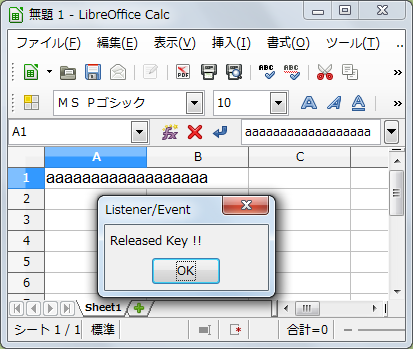 無題 1 - LibreOffice Calc
ファイル(F) 編集(E) 表示(V) 挿入(I) 書式(O) ツール(T) ..
ABC ABC
ＭＳ Ｐゴシック 10 A A A
A1 aaaaaaaaaaaaaaaaaa
A B C
1 aaaaaaaaaaaaaaaaaa
2
3
4
5
6
Listener/Event
Released Key !!
OK
Sheet1
シート 1 / 1 標準 合計=0